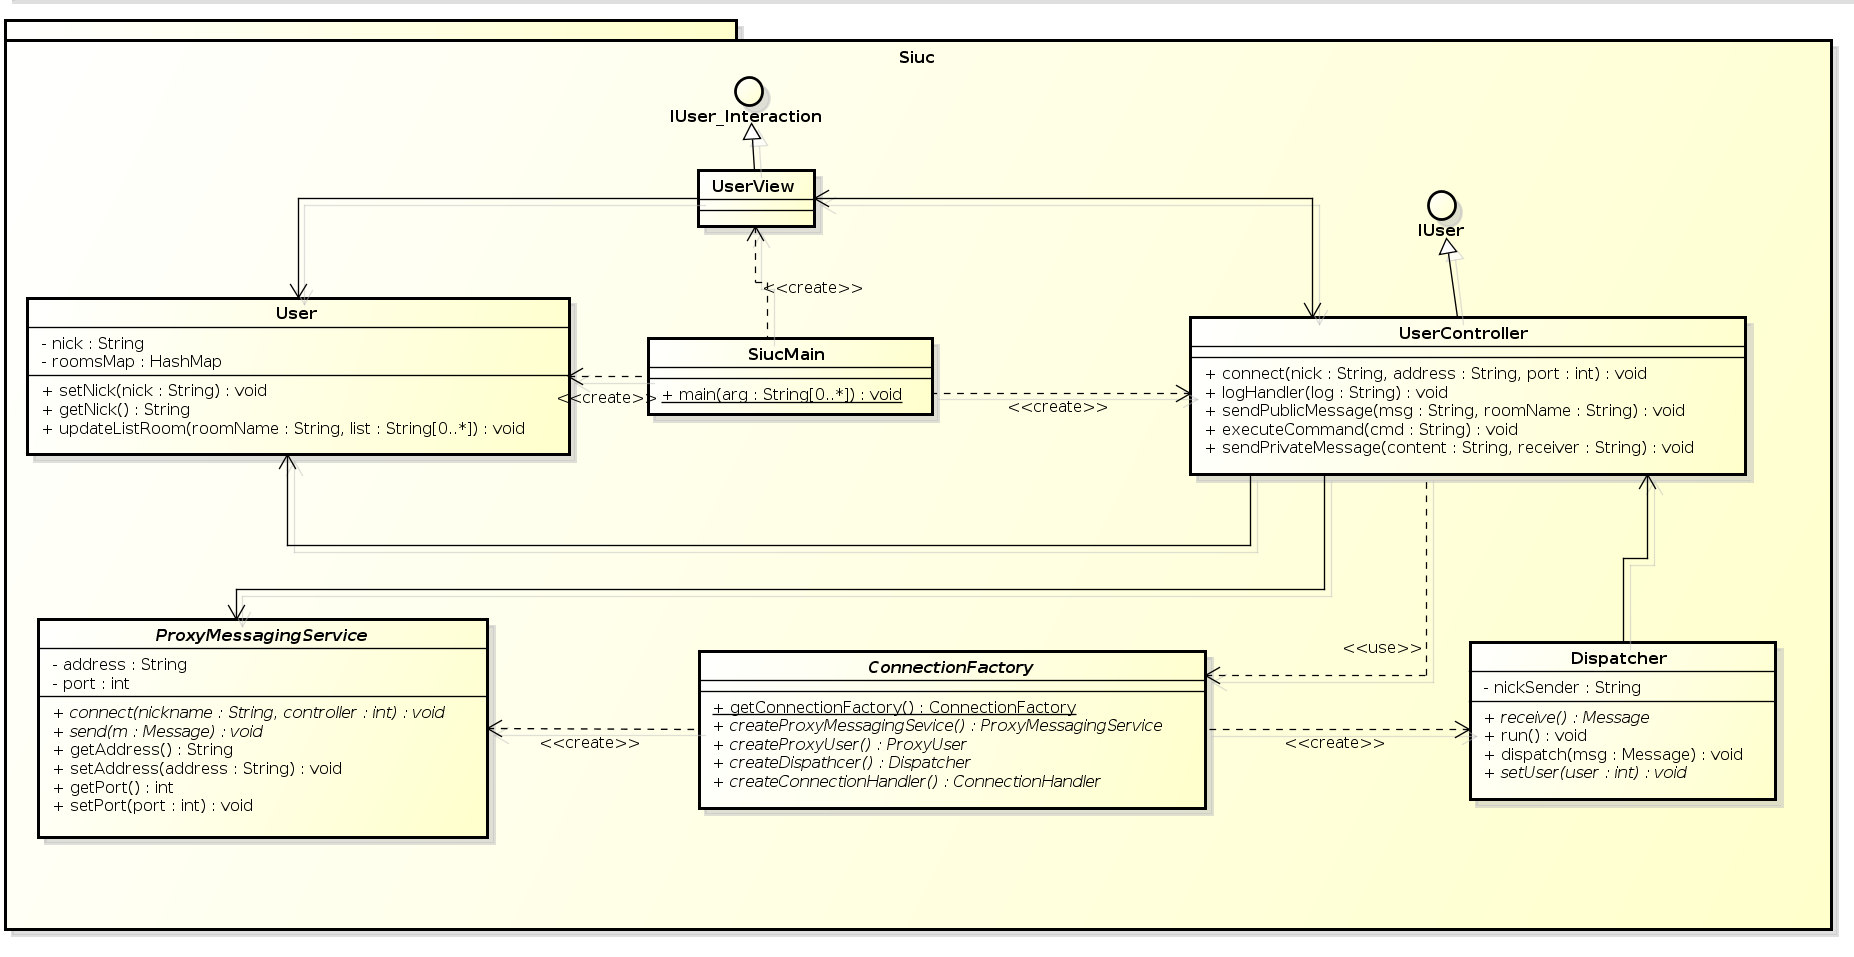 Siuc
IUser_Interaction
UserView
IUser
<<create>>
User
- nick : String
- roomsMap : HashMap
+ setNick(nick : String) : void
+ getNick() : String
+ updateListRoom(roomName : String, list : String[0..*]) : void
<<create>>
SiucMain
+ main(arg : String[0..*]) : void
<<create>>
UserController
+ connect(nick : String, address : String, port : int) : void
+ logHandler(log : String) : void
+ sendPublicMessage(msg : String, roomName : String) : void
+ executeCommand(cmd : String) : void
+ sendPrivateMessage(content : String, receiver : String) : void
<<use>>
ProxyMessagingService
- address : String
- port : int
+ connect(nickname : String, controller : int) : void
+ send(m : Message) : void
+ getAddress() : String
+ setAddress(address : String) : void
+ getPort() : int
+ setPort(port : int) : void
<<create>>
ConnectionFactory
+ getConnectionFactory() : ConnectionFactory
+ createProxyMessagingSevice() : ProxyMessagingService
+ createProxyUser() : ProxyUser
+ createDispathcer() : Dispatcher
+ createConnectionHandler() : ConnectionHandler
<<create>>
Dispatcher
- nickSender : String
+ receive() : Message
+ run() : void
+ dispatch(msg : Message) : void
+ setUser(user : int) : void